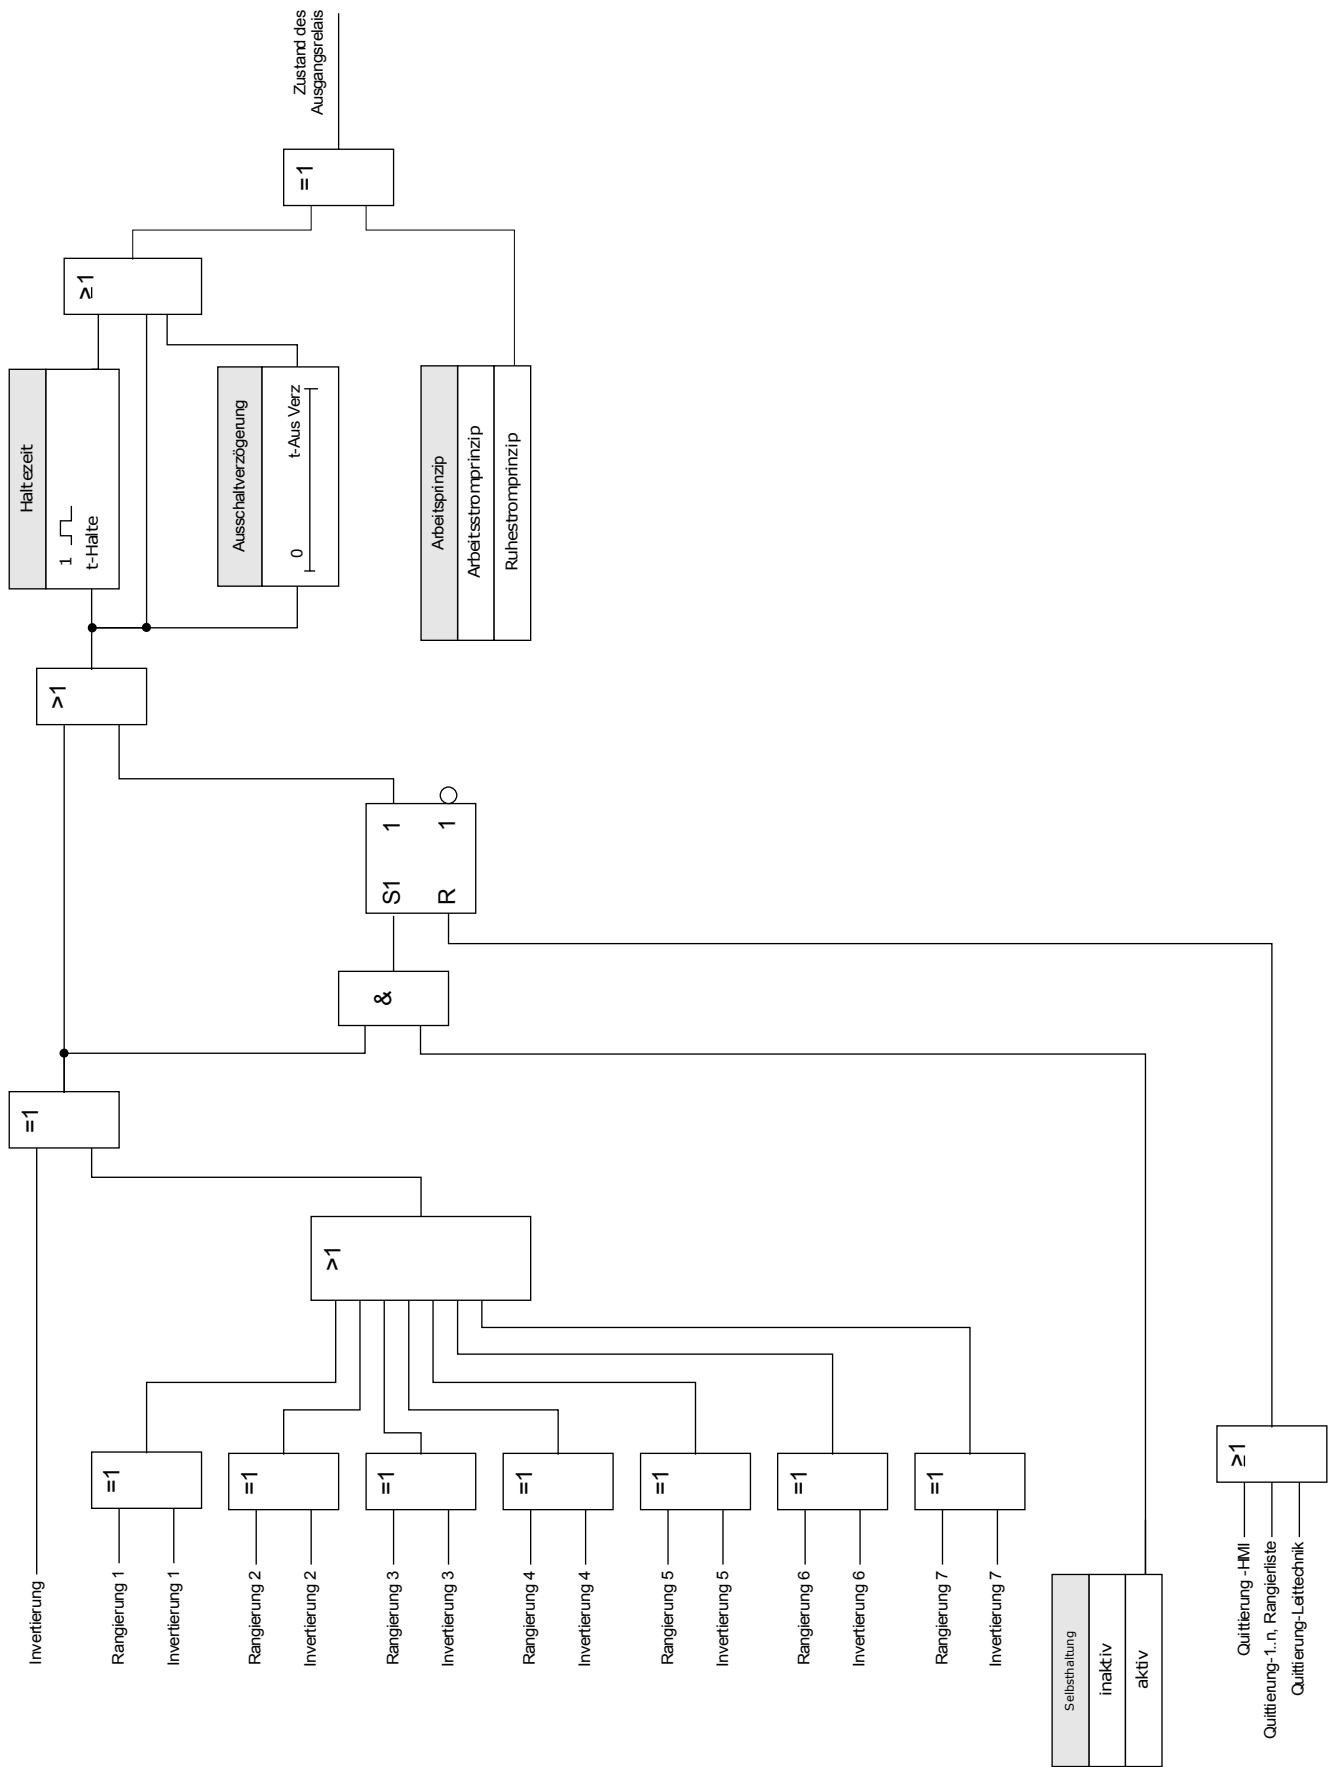 Invertierung
=1
Rangierung 1
Invertierung 1
=1
Rangierung 2
Invertierung 2
=1
Rangierung 3
Invertierung 3
=1
Rangierung 4
Invertierung 4
=1
Rangierung 5
Invertierung 5
=1
Rangierung 6
Invertierung 6
=1
Rangierung 7
Invertierung 7
=1
>1
Selbsthaltung
inaktiv
aktiv
Quittierung -HMI
Quittierung-1..n, Rangierliste
Quittierung-Leittechnik
≥1
&
S1 1
R 1
>1
Haltezeit
1
t-Halte
Ausschaltverzögerung
0 t-Aus Verz
Arbeitsprinzip
Arbeitsstromprinzip
Ruhestromprinzip
≥1
=1
Zustand des
Ausgangsrelais